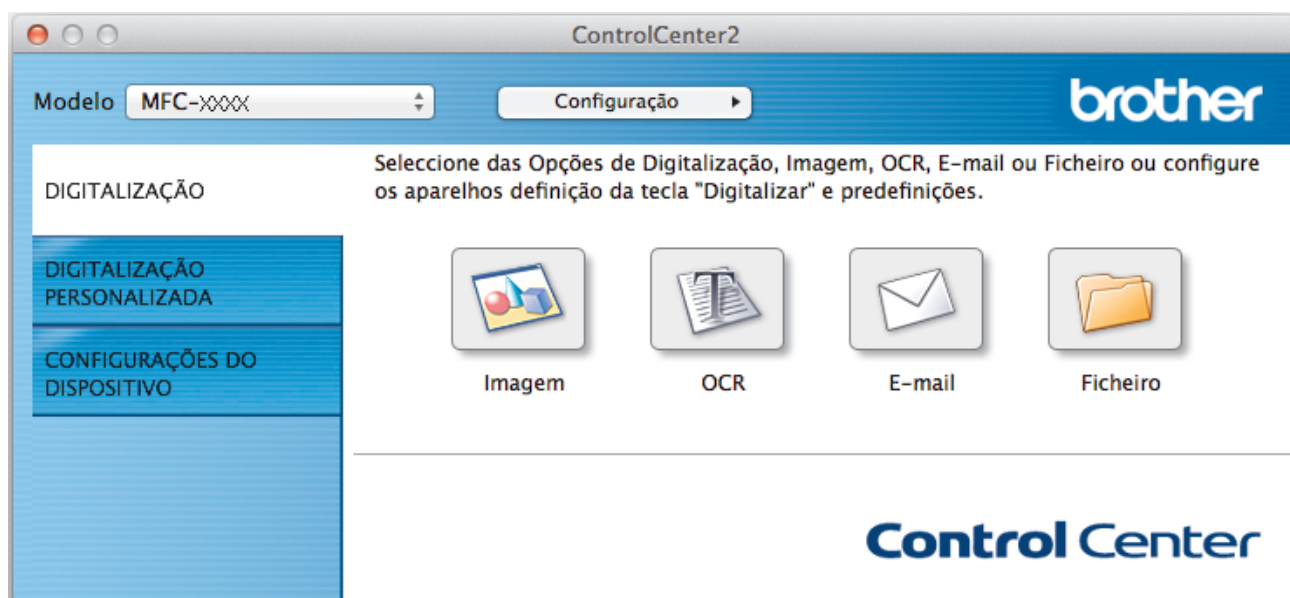 ControlCenter2
Modelo MFC-XXXX Configuração brother
DIGITALIZAÇÃO
Seleccione das Opções de Digitalização, Imagem, OCR, E-mail ou Ficheiro ou configure
os aparelhos definição da tecla "Digitalizar" e predefinições.
DIGITALIZAÇÃO
PERSONALIZADA
CONFIGURAÇÕES DO
DISPOSITIVO
Imagem OCR E-mail Ficheiro
Control Center